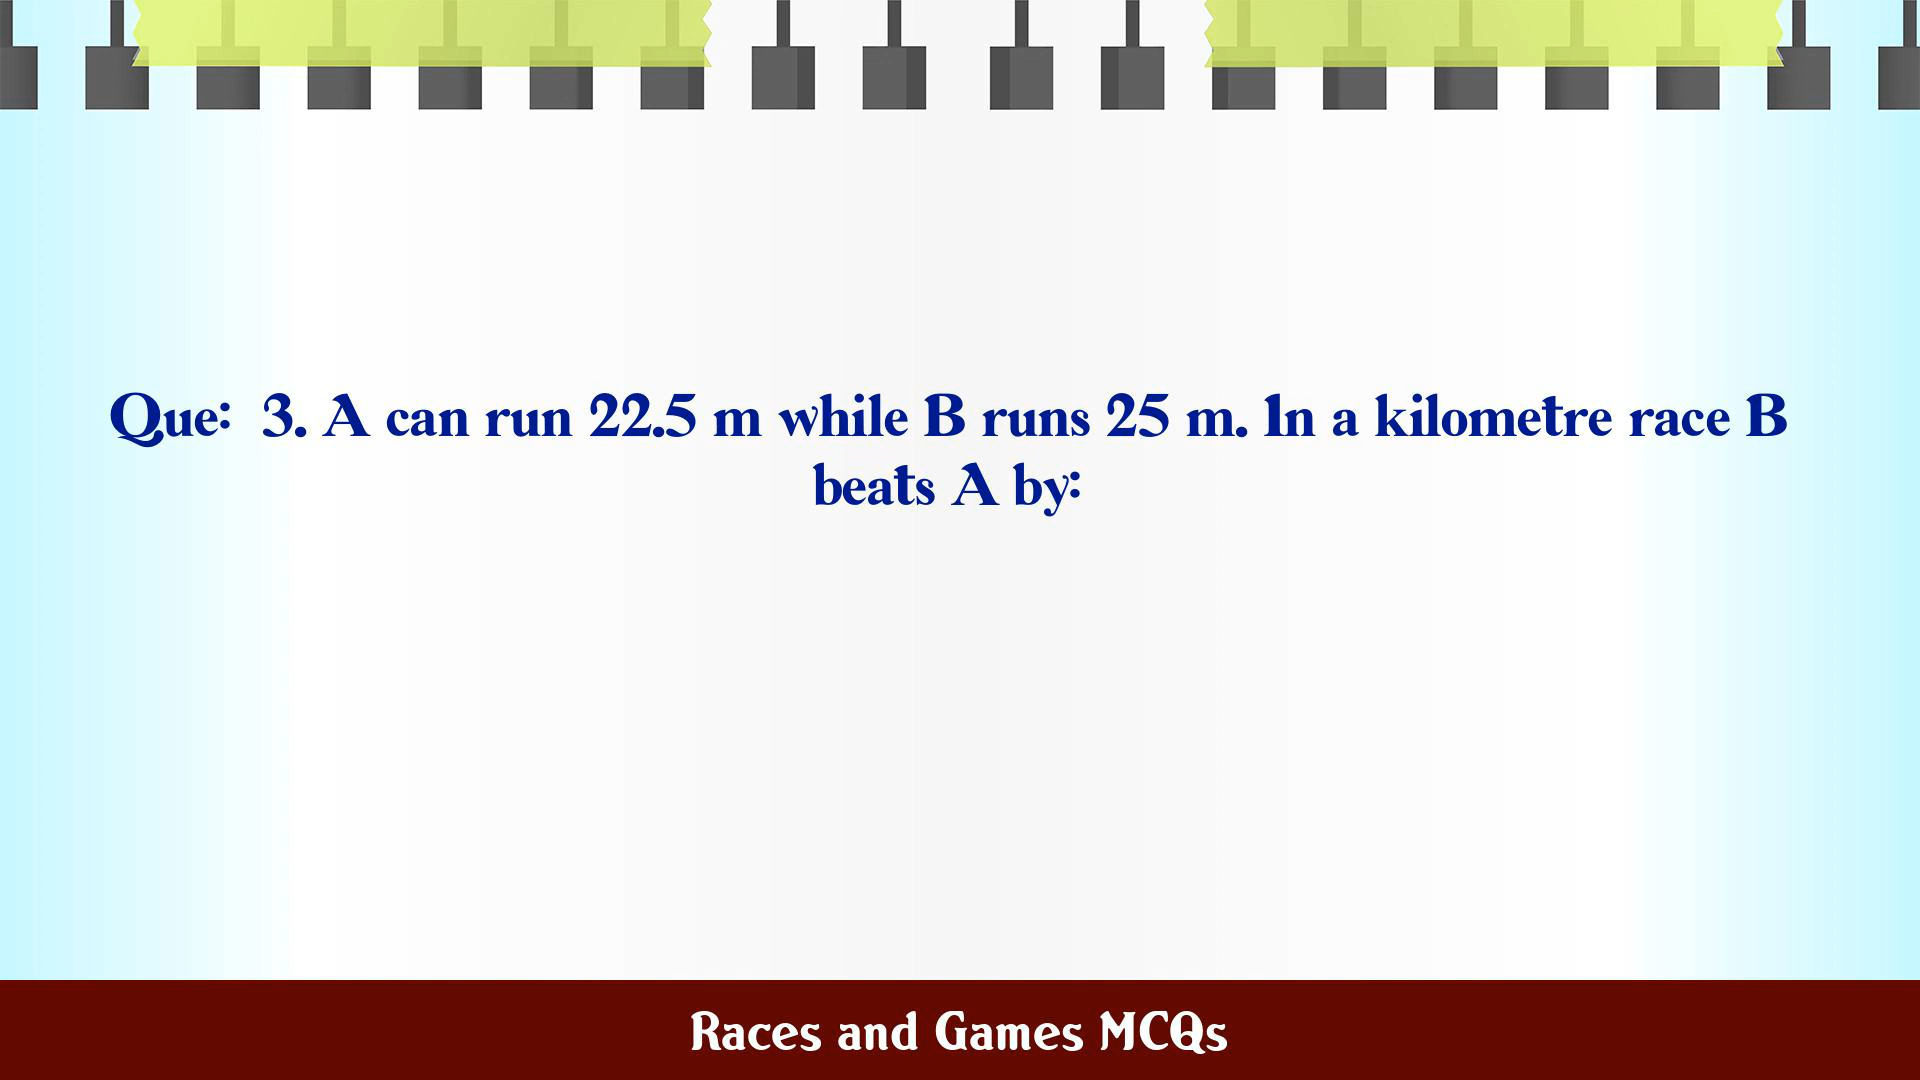 Que: 3. A can run 22.5 m while B runs 25 m. In a kilometre race B
beats A by:
Races and Games MCQs